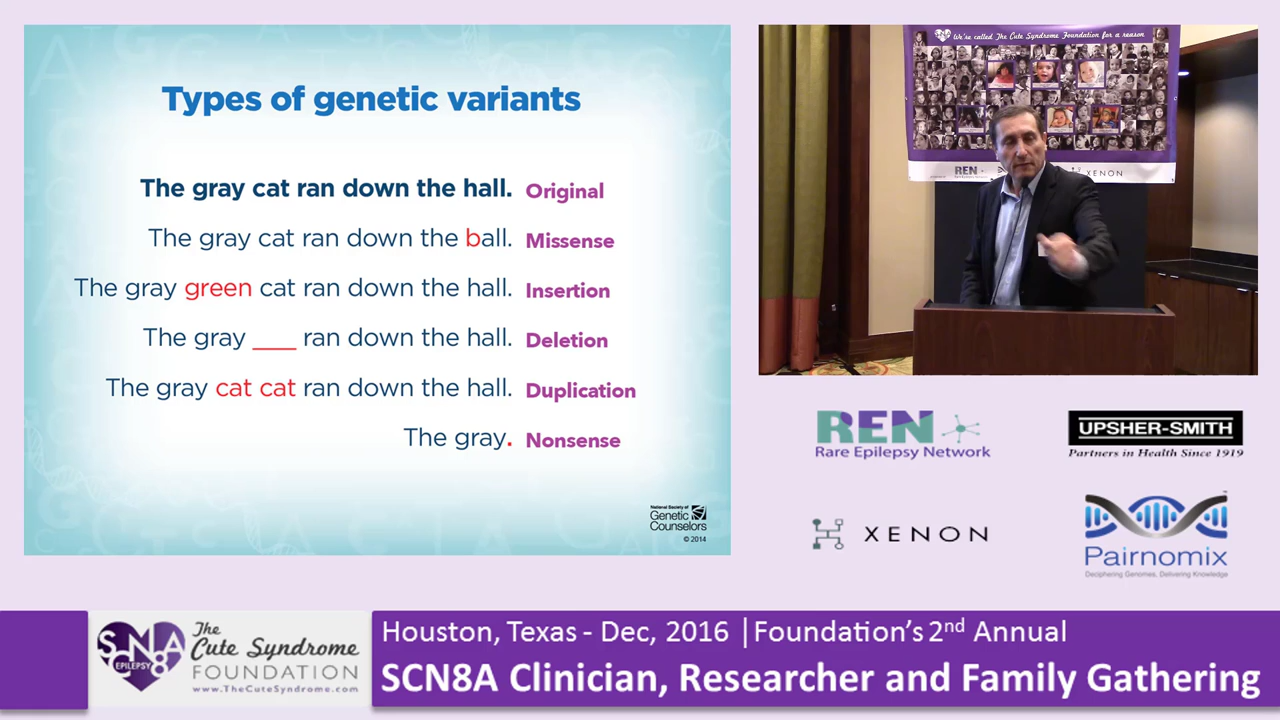 Types of genetic variants
The gray cat ran down the hall. Original
The gray cat ran down the ball. Missense
The gray green cat ran down the hall. Insertion
The gray ___ ran down the hall. Deletion
The gray cat cat ran down the hall. Duplication
The gray. Nonsense
National Society of
Genetic
Counselors
© 2014
We're called The Cute Syndrome Foundation for a reason
REN
XENON
REN
Rare Epilepsy Network
UPSHER-SMITH
Partners in Health Since 1919
XENON
Pairnomix
Deciphering Genomes, Delivering Knowledge
SCN8A
EPILEPSY
The
Cute Syndrome
FOUNDATION
www.TheCuteSyndrome.com
Houston, Texas - Dec, 2016 | Foundation's 2nd Annual
SCN8A Clinician, Researcher and Family Gathering